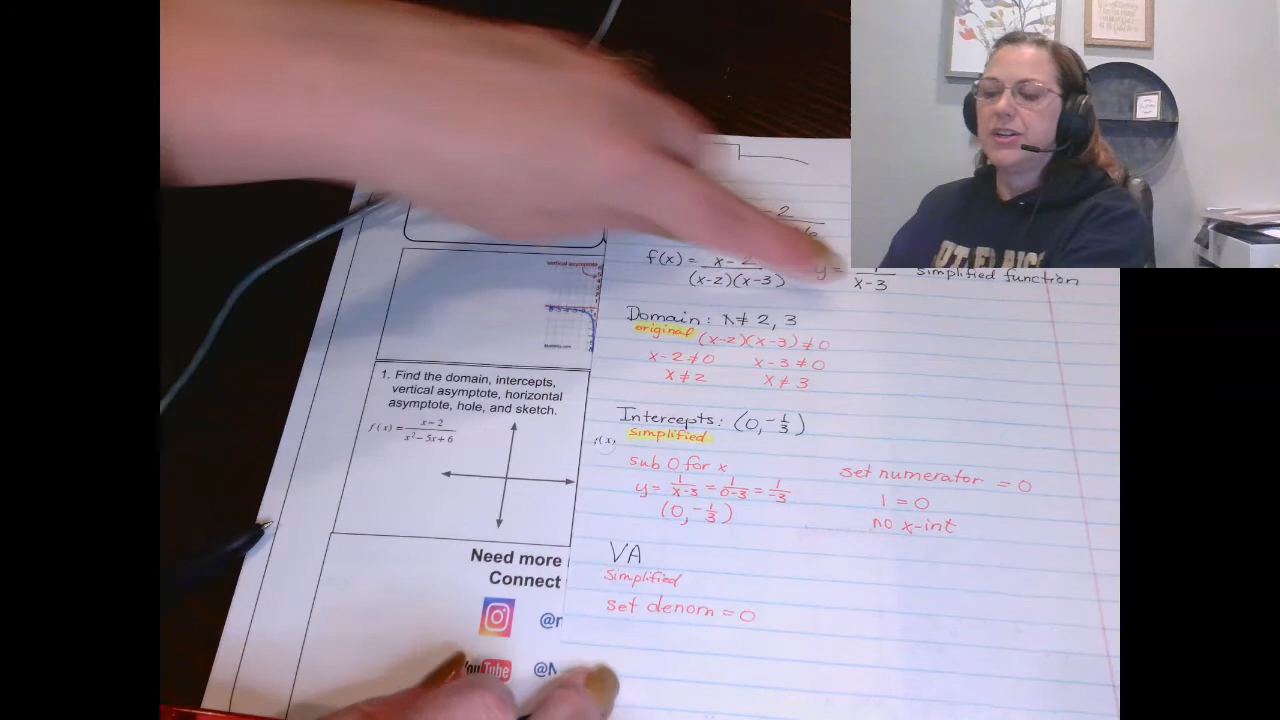 f(x) = x-2 / (x-2)(x-3)
y = 1 / x-3 simplified function
Domain: x≠ 2, 3
original (x-2)(x-3) ≠ 0
x-2≠0 x-3≠0
x≠2 x≠3
Intercepts: (0, -1/3)
simplified
sub 0 for x
y = 1/x-3 = 1/0-3 = 1/-3
(0, -1/3)
set numerator = 0
1 = 0
no x-int
VA
simplified
set denom = 0
vertical asymptote
1. Find the domain, intercepts,
vertical asymptote, horizontal
asymptote, hole, and sketch.
f(x) = x-2 / x² - 5x + 6
Need more
Connect
YouTube